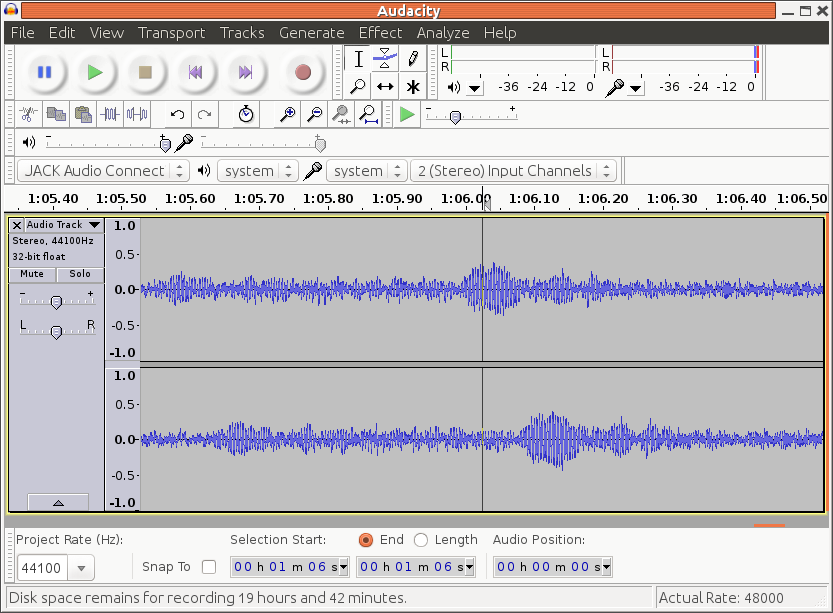 Audacity
File Edit View Transport Tracks Generate Effect Analyze Help
L
R
-36 -24 -12 0
L
R
-36 -24 -12 0
- +
- +
- +
JACK Audio Connect system system 2 (Stereo) Input Channels
1:05.40 1:05.50 1:05.60 1:05.70 1:05.80 1:05.90 1:06.00 1:06.10 1:06.20 1:06.30 1:06.40 1:06.50
Audio Track
Stereo, 44100Hz
32-bit float
Mute Solo
- +
L R
1.0
0.5-
0.0-
-0.5-
-1.0
1.0
0.5-
0.0-
-0.5-
-1.0
Project Rate (Hz): Selection Start: End Length Audio Position:
44100 Snap To 00 h 01 m 06 s 00 h 01 m 06 s 00 h 00 m 00 s
Disk space remains for recording 19 hours and 42 minutes. Actual Rate: 48000